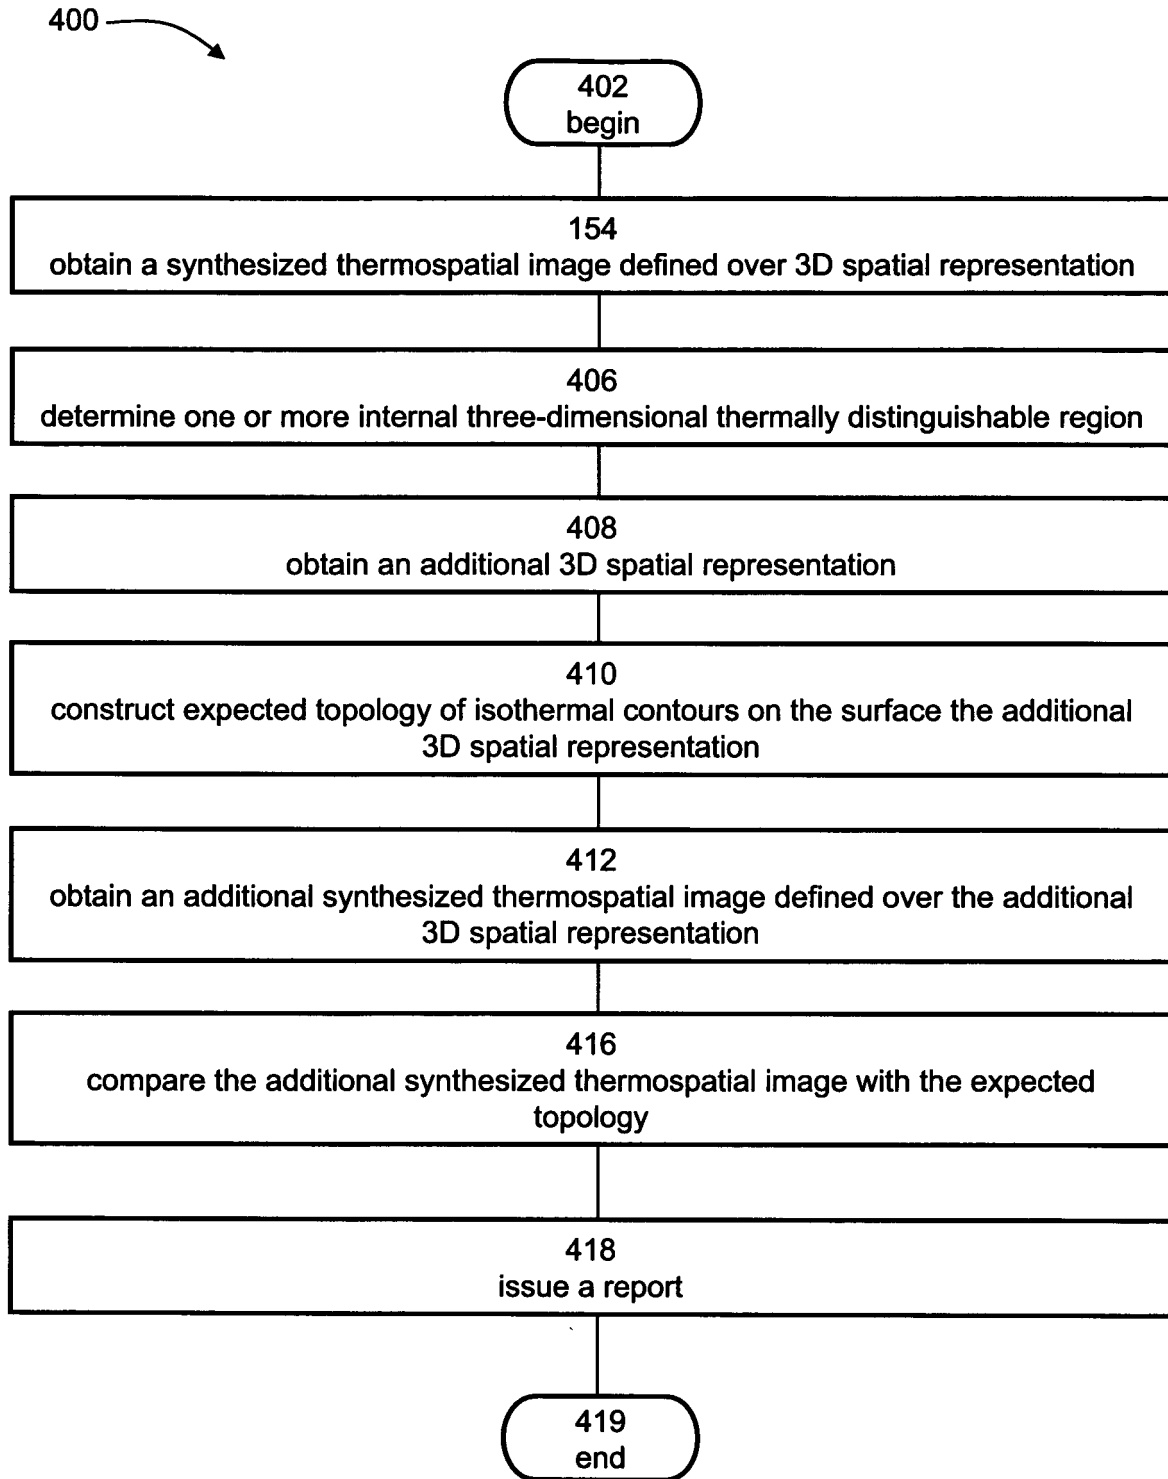 400
402
begin
154
obtain a synthesized thermospatial image defined over 3D spatial representation
406
determine one or more internal three-dimensional thermally distinguishable region
408
obtain an additional 3D spatial representation
410
construct expected topology of isothermal contours on the surface the additional
3D spatial representation
412
obtain an additional synthesized thermospatial image defined over the additional
3D spatial representation
416
compare the additional synthesized thermospatial image with the expected
topology
418
issue a report
419
end